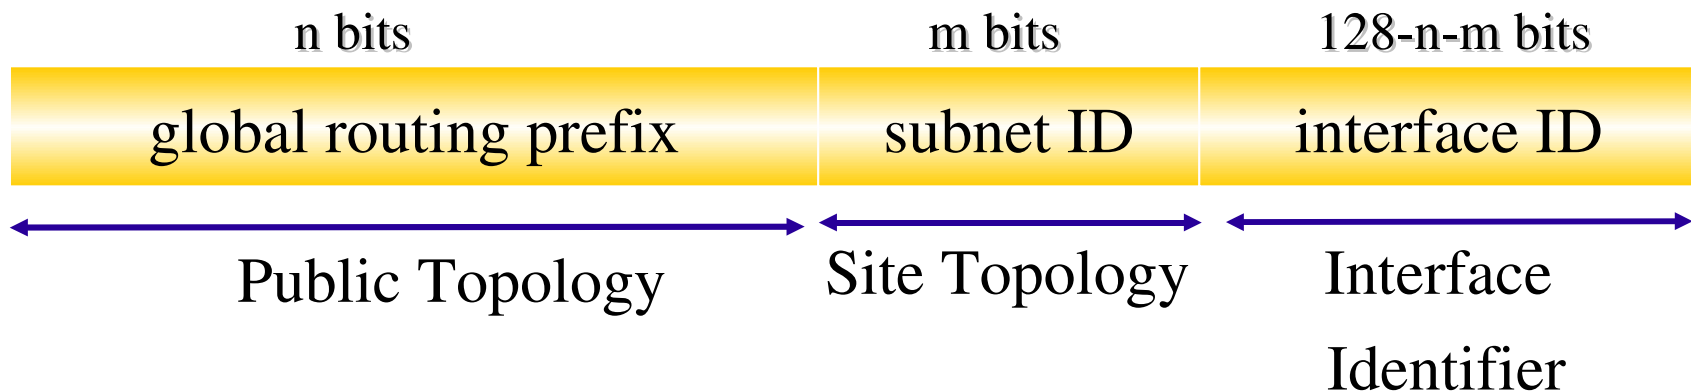 n bits
m bits
128-n-m bits
global routing prefix
subnet ID
interface ID
Public Topology
Site Topology
Interface
Identifier